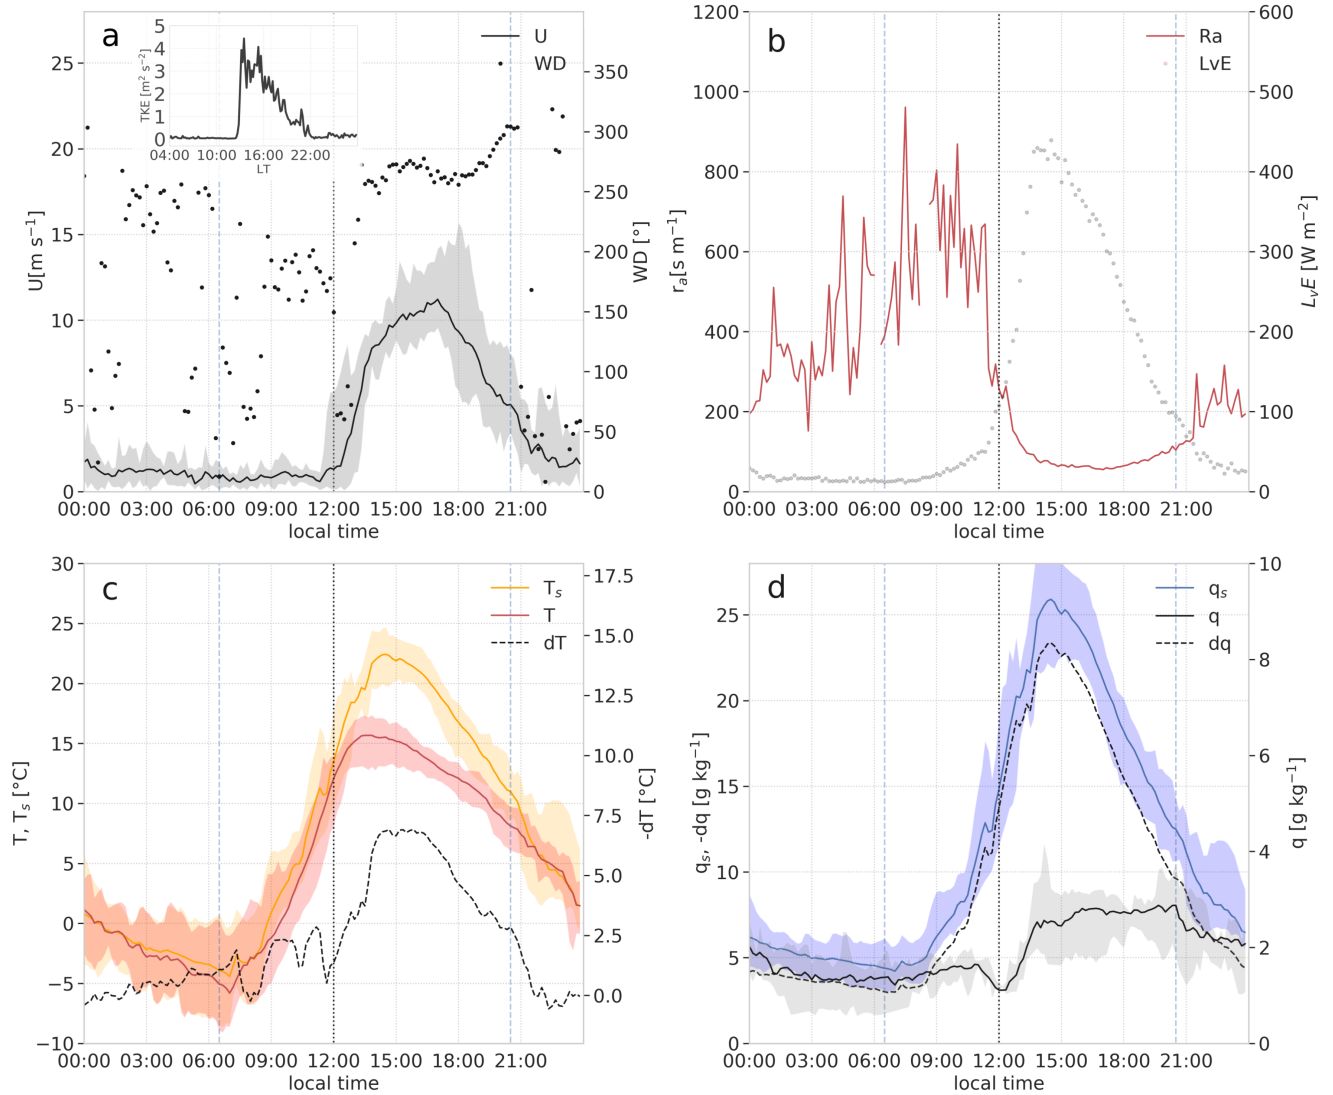 a
U
WD
TKE [m² s⁻²]
5
4
3
2
1
0
04:00 10:00 16:00 22:00
LT
U[m s⁻¹]
25
20
15
10
5
0
WD [°]
350
300
250
200
150
100
50
0
00:00 03:00 06:00 09:00 12:00 15:00 18:00 21:00
local time
b
Ra
LvE
rₐ[s m⁻¹]
1200
1000
800
600
400
200
0
LᵥE [W m⁻²]
600
500
400
300
200
100
0
00:00 03:00 06:00 09:00 12:00 15:00 18:00 21:00
local time
c
Tₛ
T
dT
T, Tₛ [°C]
30
25
20
15
10
5
0
−5
−10
-dT [°C]
17.5
15.0
12.5
10.0
7.5
5.0
2.5
0.0
00:00 03:00 06:00 09:00 12:00 15:00 18:00 21:00
local time
d
qₛ
q
dq
qₛ, -dq [g kg⁻¹]
25
20
15
10
5
0
q [g kg⁻¹]
10
8
6
4
2
0
00:00 03:00 06:00 09:00 12:00 15:00 18:00 21:00
local time